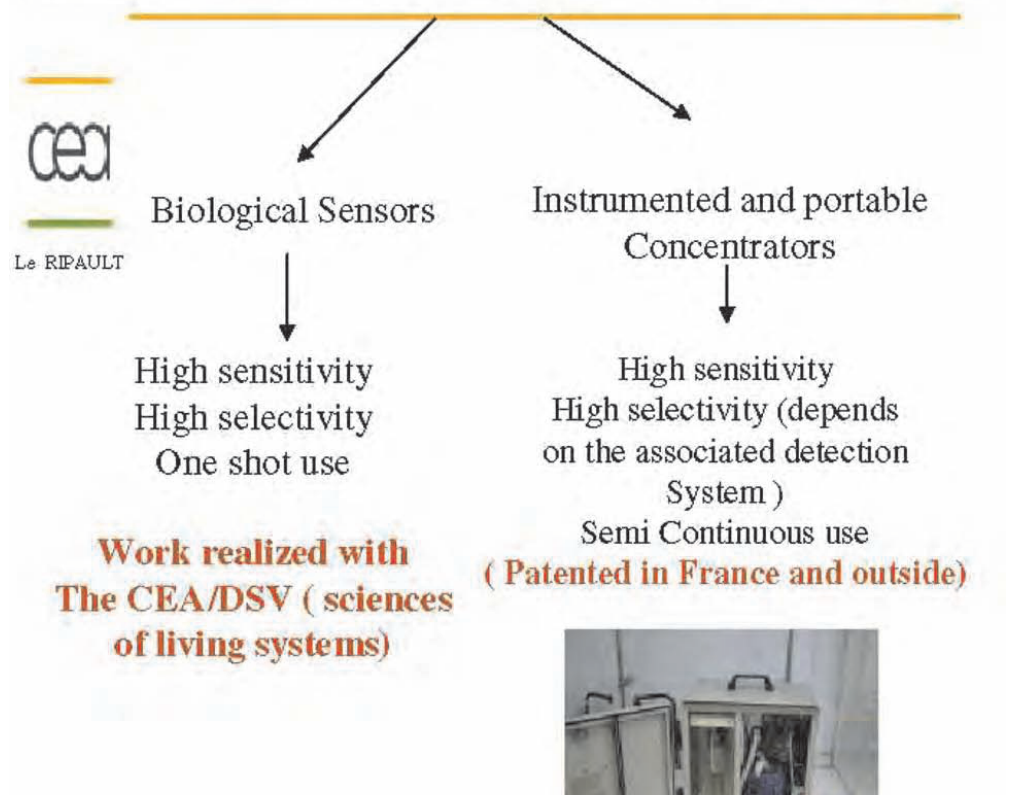 cea
Le RIPAULT
Biological Sensors
High sensitivity
High selectivity
One shot use
Work realized with
The CEA/DSV ( sciences
of living systems)
Instrumented and portable
Concentrators
High sensitivity
High selectivity (depends
on the associated detection
System )
Semi Continuous use
( Patented in France and outside)